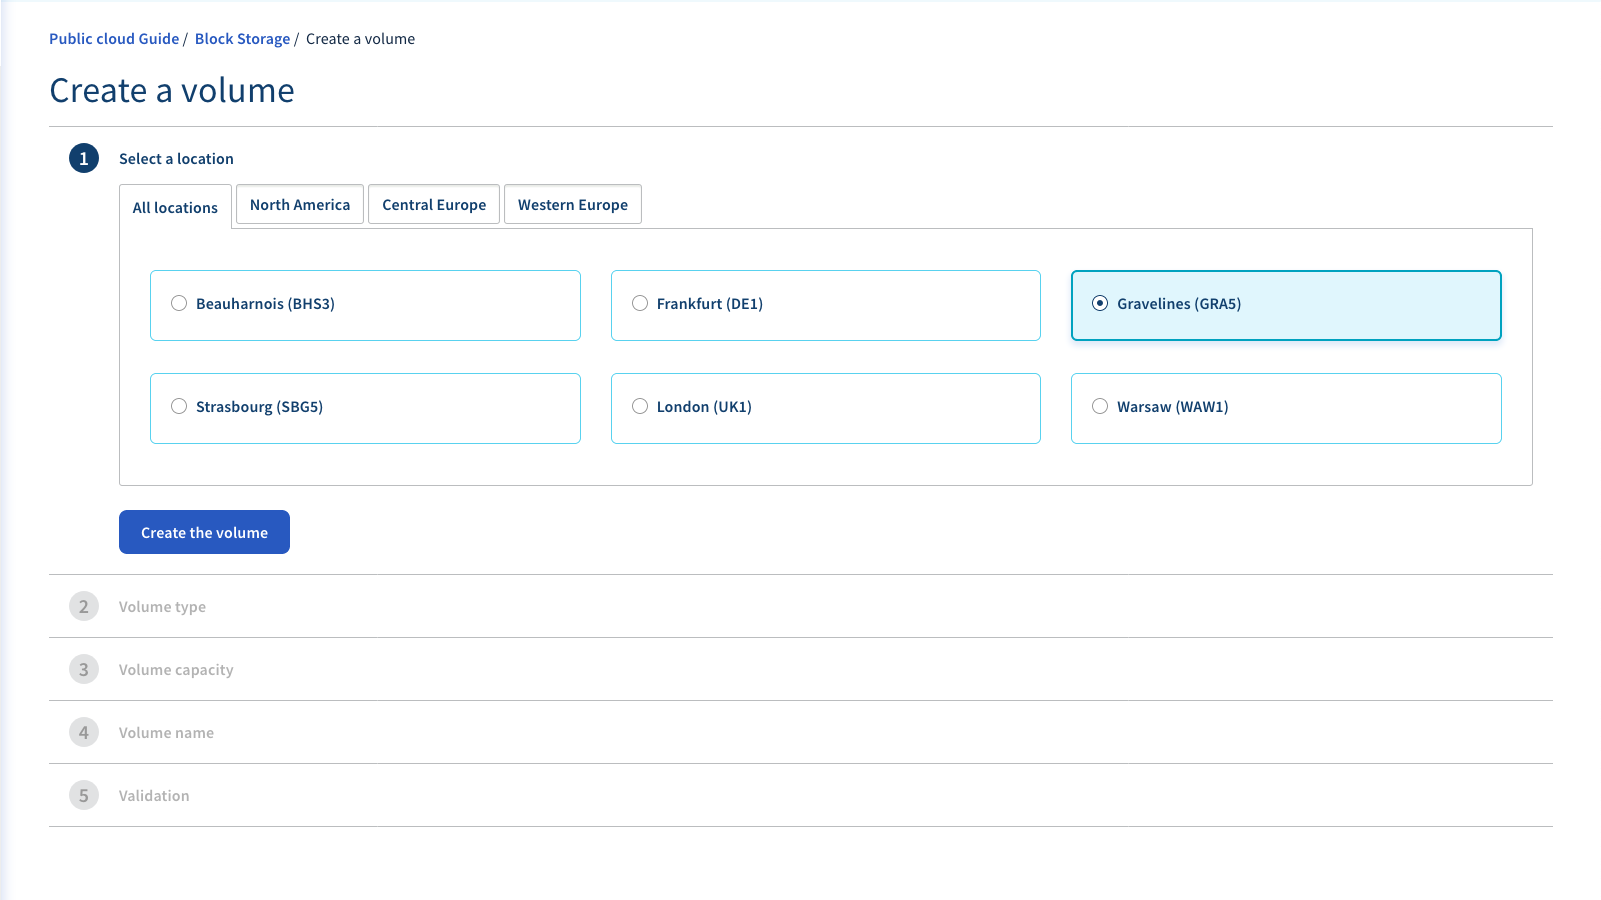 Public cloud Guide / Block Storage / Create a volume
Create a volume
1 Select a location
All locations North America Central Europe Western Europe
Beauharnois (BHS3) Frankfurt (DE1) Gravelines (GRA5)
Strasbourg (SBG5) London (UK1) Warsaw (WAW1)
Create the volume
2 Volume type
3 Volume capacity
4 Volume name
5 Validation